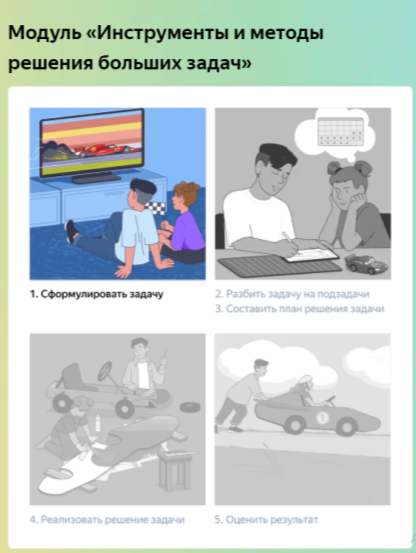 Модуль «Инструменты и методы
решения больших задач»
1. Сформулировать задачу
2. Разбить задачу на подзадачи
3. Составить план решения задачи
1
4. Реализовать решение задачи
5. Оценить результат